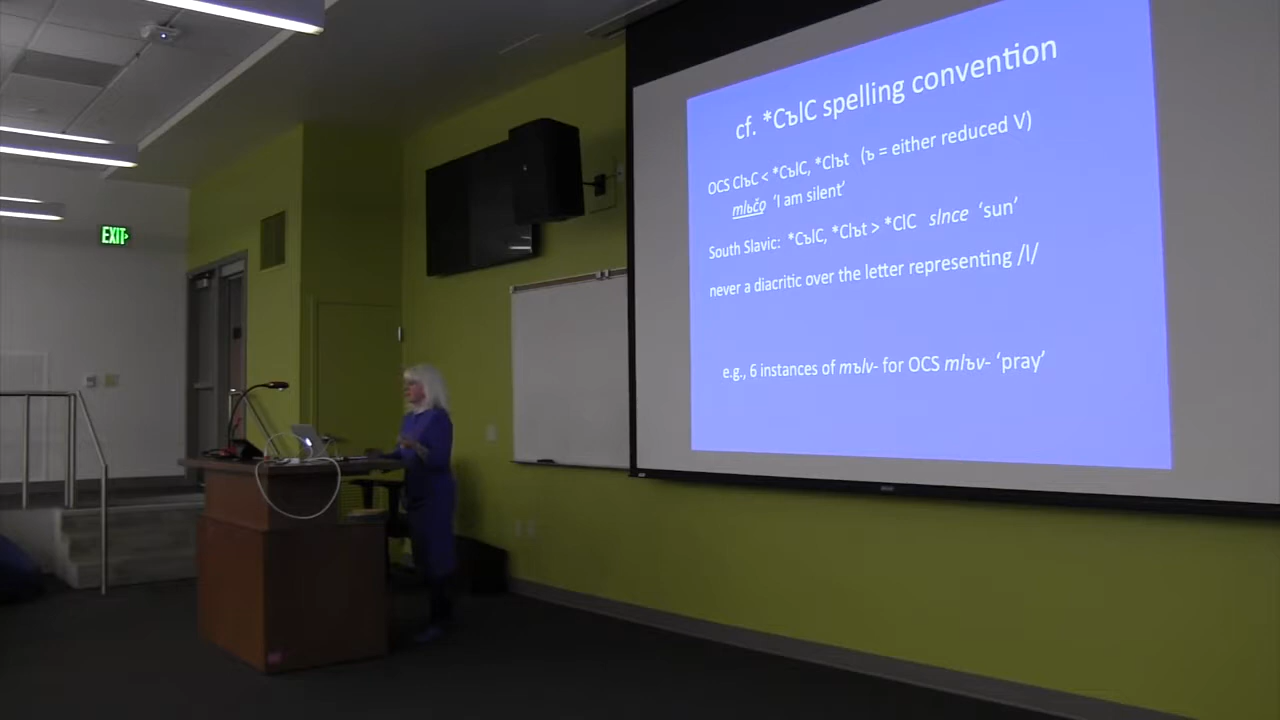 EXIT
cf. *CъlC spelling convention
OCS ClъC < *CъlC, *Clъt (ъ = either reduced V)
mlьčǫ 'I am silent'
South Slavic: *CъlC, *Clъt > *ClC slnce 'sun'
never a diacritic over the letter representing /l/
e.g., 6 instances of mъlv- for OCS mlъv- 'pray'